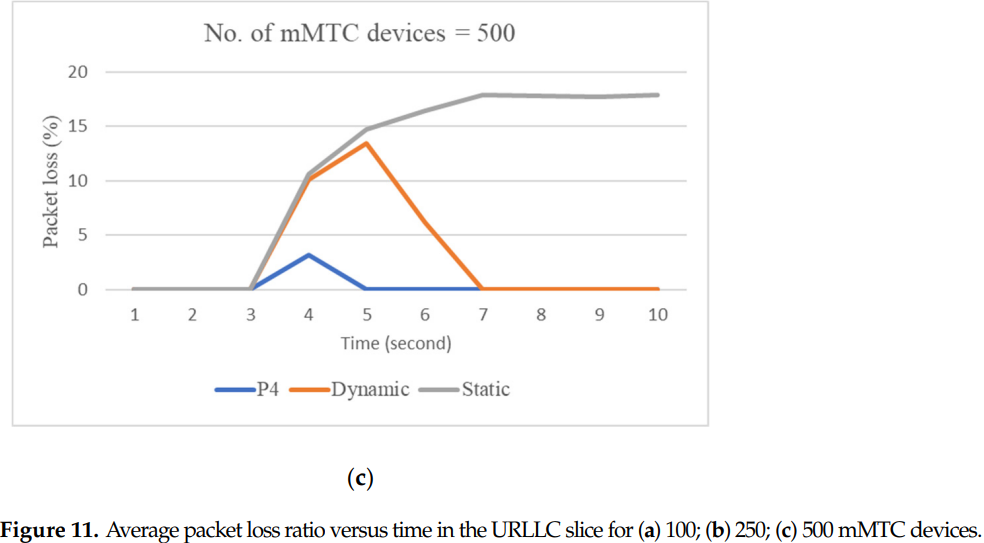 No. of mMTC devices = 500
Packet loss (%)
20
15
10
5
0
1 2 3 4 5 6 7 8 9 10
Time (second)
P4 Dynamic Static
(c)
Figure 11. Average packet loss ratio versus time in the URLLC slice for (a) 100; (b) 250; (c) 500 mMTC devices.